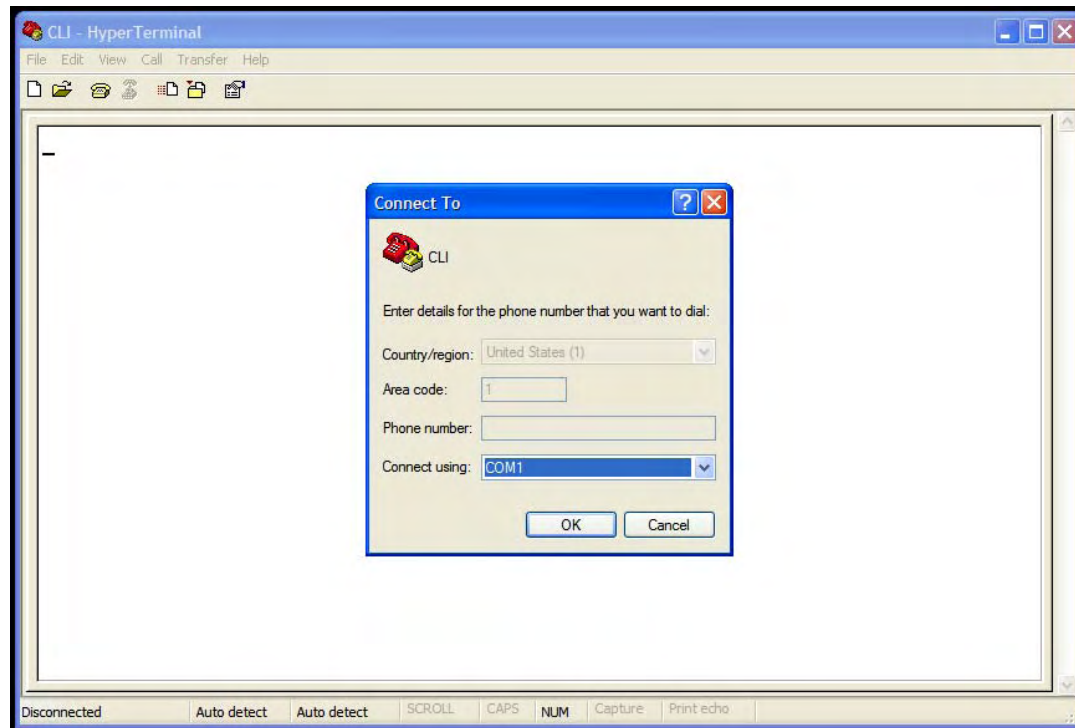 CLI - HyperTerminal
File Edit View Call Transfer Help
Connect To
CLI
Enter details for the phone number that you want to dial:
Country/region: United States (1)
Area code: 1
Phone number:
Connect using: COM1
OK Cancel
Disconnected Auto detect Auto detect SCROLL CAPS NUM Capture Print echo